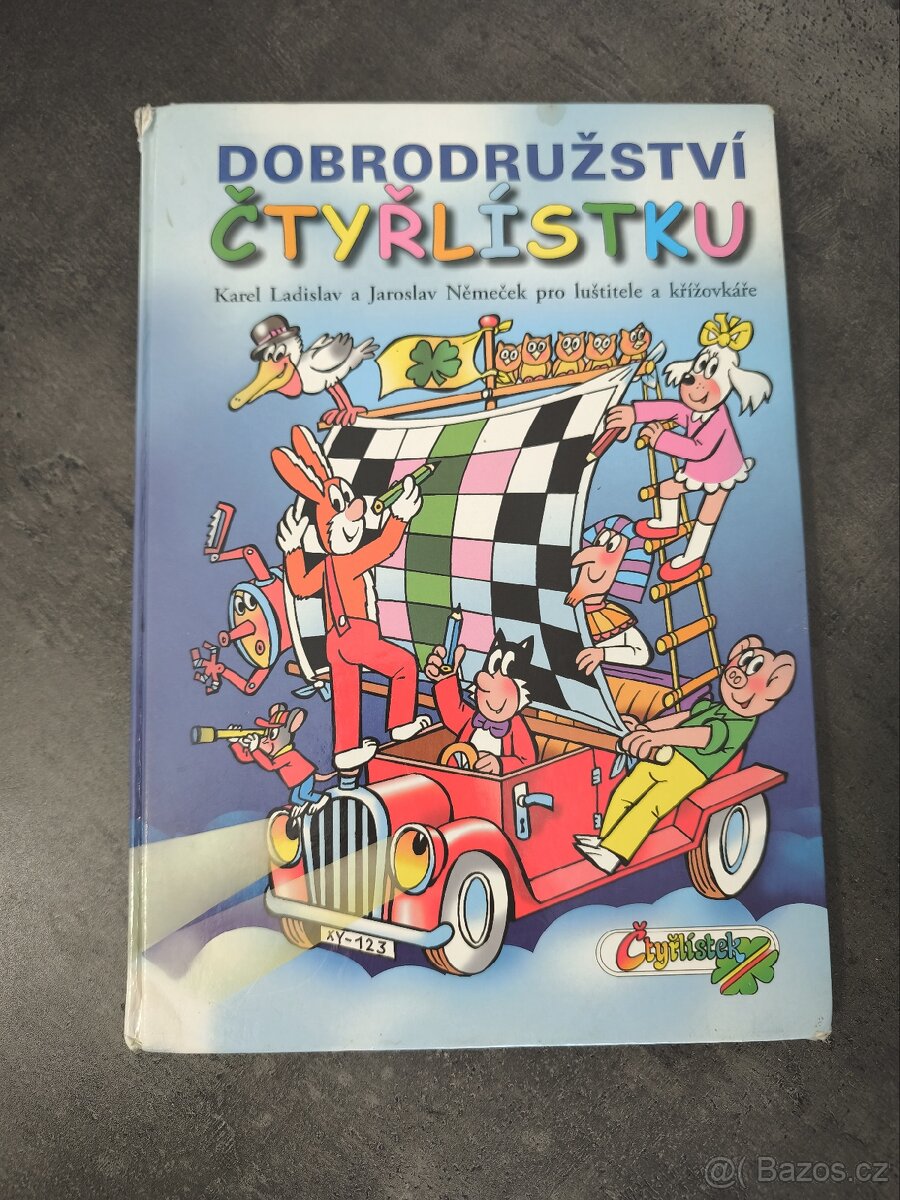 DOBRODRUŽSTVÍ
ČTYŘLÍSTKU
Karel Ladislav a Jaroslav Němeček pro luštitele a křížovkáře
XY-123
Čtyřlístek
@( Bazos.cz